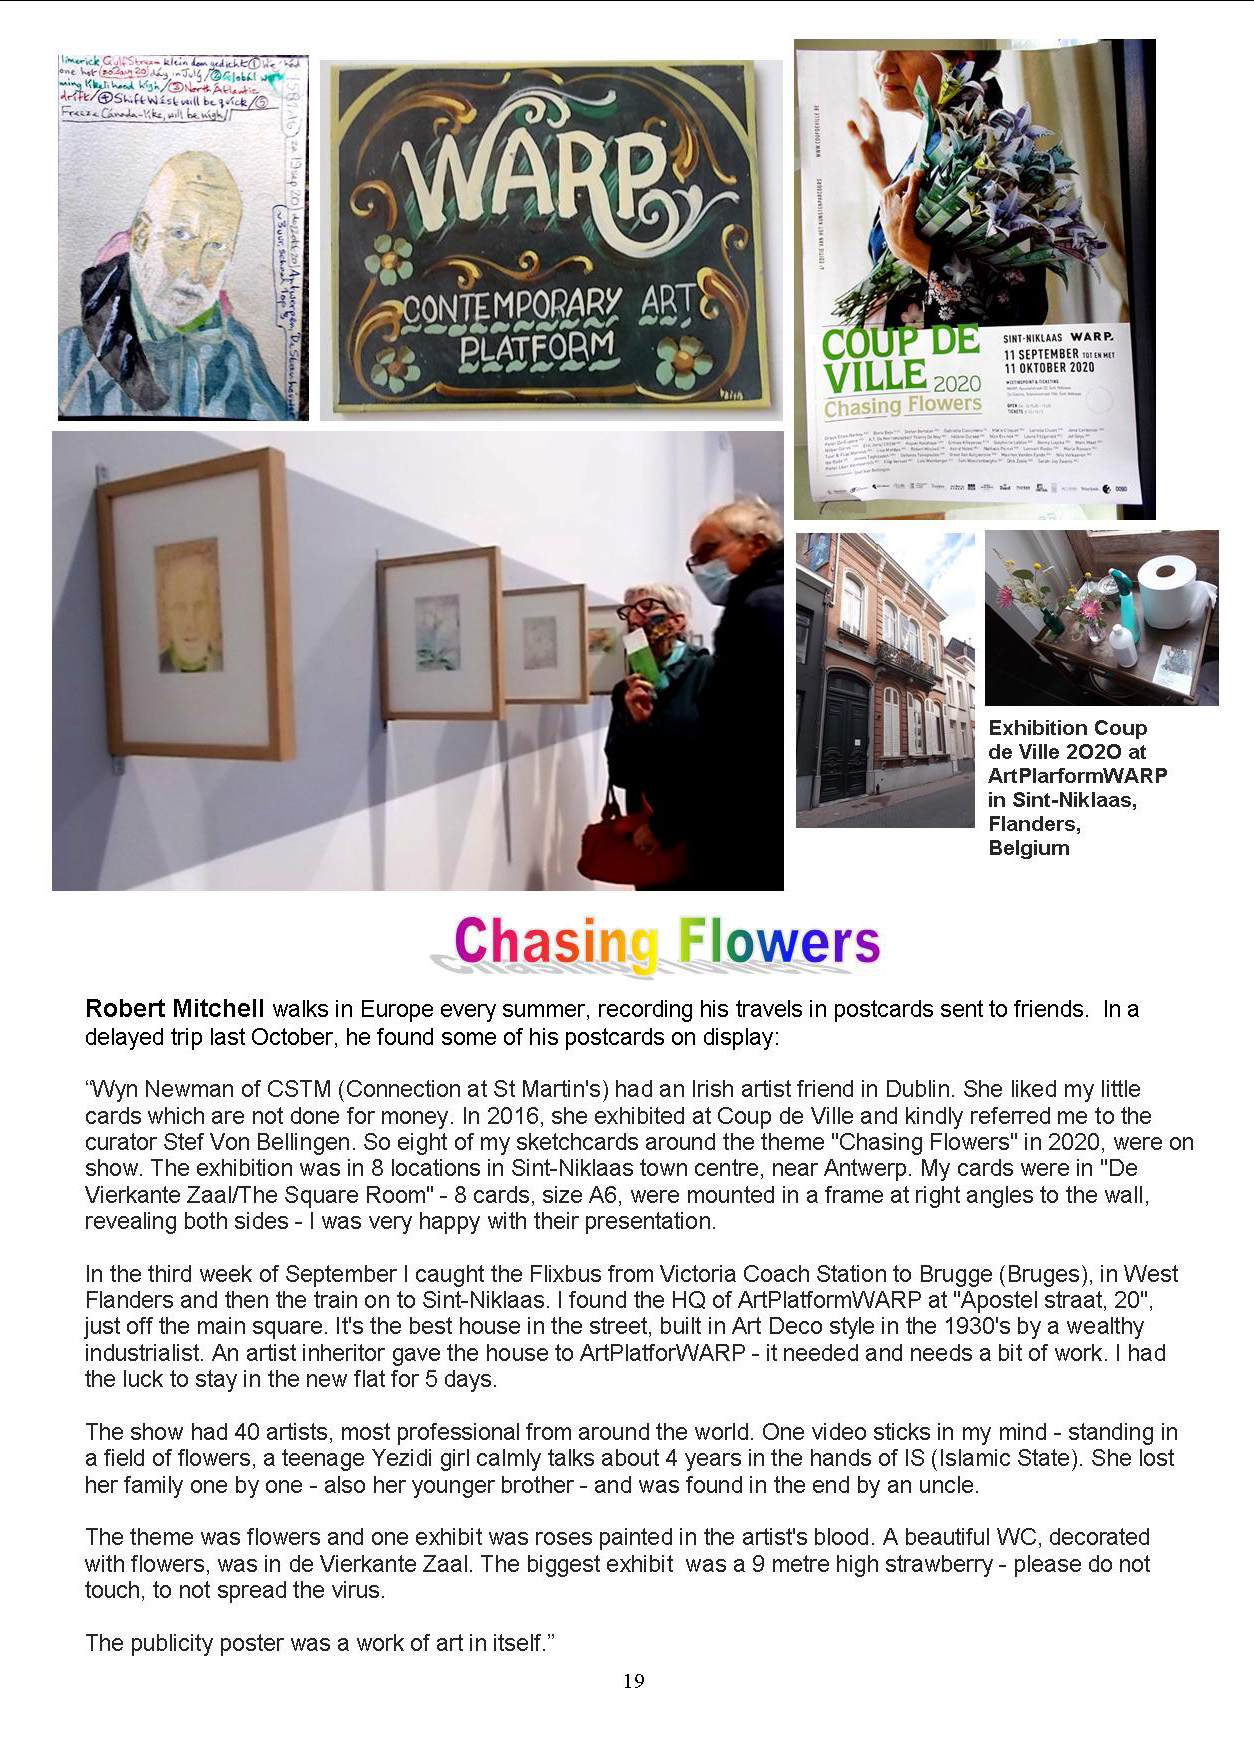 limerick, Gulf Stream klein dan gedicht ① We had
one hot (20 aug 20) day in July/② Global war
ming likelihood high/③ North Atlantic
drift/④ Shift West will be quick/⑤
Freeze Canada-like, will be nigh//
WARP
CONTEMPORARY ART
PLATFORM
WWW.COUPDEVILLE.BE
4E EDITIE VAN HET KUNSTENPARCOURS
COUP DE
VILLE 2020
Chasing Flowers
SINT-NIKLAAS WARP.
11 SEPTEMBER TOT EN MET
11 OKTOBER 2020
MEETINGPOINT & TICKETING
Exhibition Coup
de Ville 2O2O at
ArtPlarformWARP
in Sint-Niklaas,
Flanders,
Belgium
Chasing Flowers
Robert Mitchell walks in Europe every summer, recording his travels in postcards sent to friends.  In a
delayed trip last October, he found some of his postcards on display:
“Wyn Newman of CSTM (Connection at St Martin's) had an Irish artist friend in Dublin. She liked my little
cards which are not done for money. In 2016, she exhibited at Coup de Ville and kindly referred me to the
curator Stef Von Bellingen. So eight of my sketchcards around the theme "Chasing Flowers" in 2020, were on
show. The exhibition was in 8 locations in Sint-Niklaas town centre, near Antwerp. My cards were in "De
Vierkante Zaal/The Square Room" - 8 cards, size A6, were mounted in a frame at right angles to the wall,
revealing both sides - I was very happy with their presentation.
In the third week of September I caught the Flixbus from Victoria Coach Station to Brugge (Bruges), in West
Flanders and then the train on to Sint-Niklaas. I found the HQ of ArtPlatformWARP at "Apostel straat, 20",
just off the main square. It's the best house in the street, built in Art Deco style in the 1930's by a wealthy
industrialist. An artist inheritor gave the house to ArtPlatforWARP - it needed and needs a bit of work. I had
the luck to stay in the new flat for 5 days.
The show had 40 artists, most professional from around the world. One video sticks in my mind - standing in
a field of flowers, a teenage Yezidi girl calmly talks about 4 years in the hands of IS (Islamic State). She lost
her family one by one - also her younger brother - and was found in the end by an uncle.
The theme was flowers and one exhibit was roses painted in the artist's blood. A beautiful WC, decorated
with flowers, was in de Vierkante Zaal. The biggest exhibit  was a 9 metre high strawberry - please do not
touch, to not spread the virus.
The publicity poster was a work of art in itself.”
19